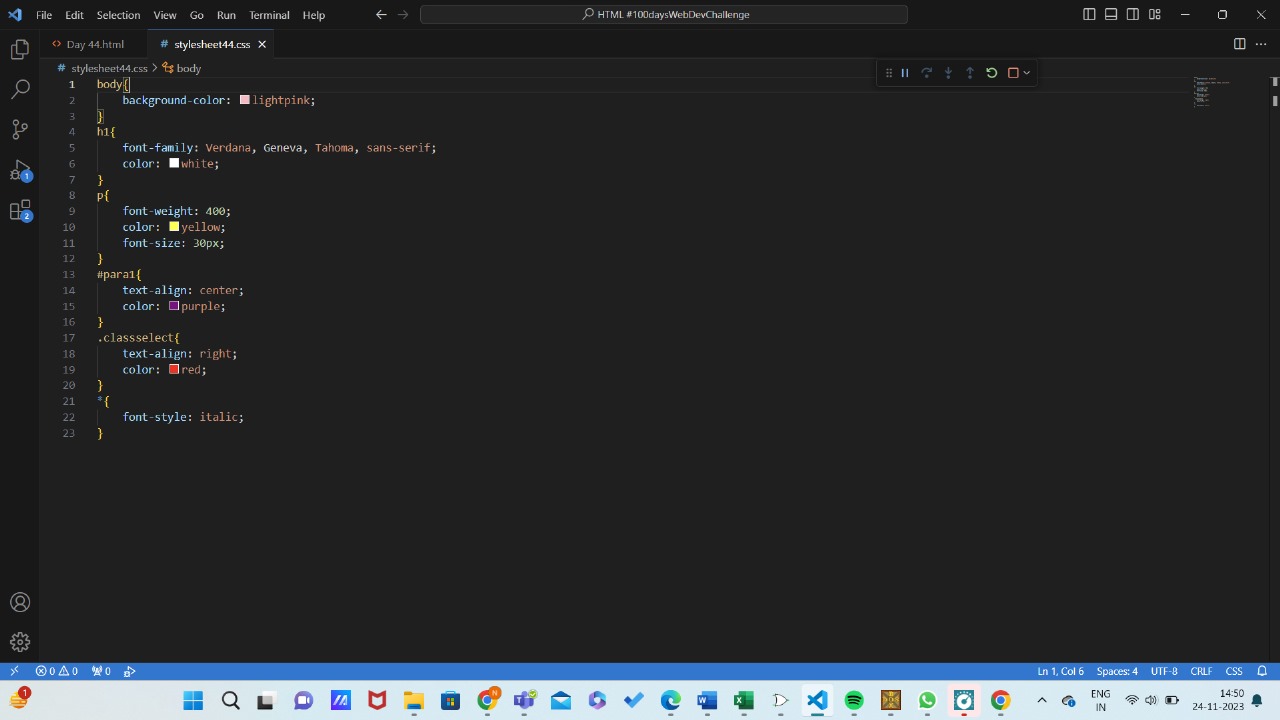 File Edit Selection View Go Run Terminal Help HTML #100daysWebDevChallenge
<> Day 44.html # stylesheet44.css
# stylesheet44.css > body
1 body{
2 background-color: lightpink;
3 }
4 h1{
5 font-family: Verdana, Geneva, Tahoma, sans-serif;
6 color: white;
7 }
8 p{
9 font-weight: 400;
10 color: yellow;
11 font-size: 30px;
12 }
13 #para1{
14 text-align: center;
15 color: purple;
16 }
17 .classselect{
18 text-align: right;
19 color: red;
20 }
21 *{
22 font-style: italic;
23 }
1
2
0 0 0 Ln 1, Col 6 Spaces: 4 UTF-8 CRLF CSS
1 N W X ENG 14:50
IN 24-11-2023